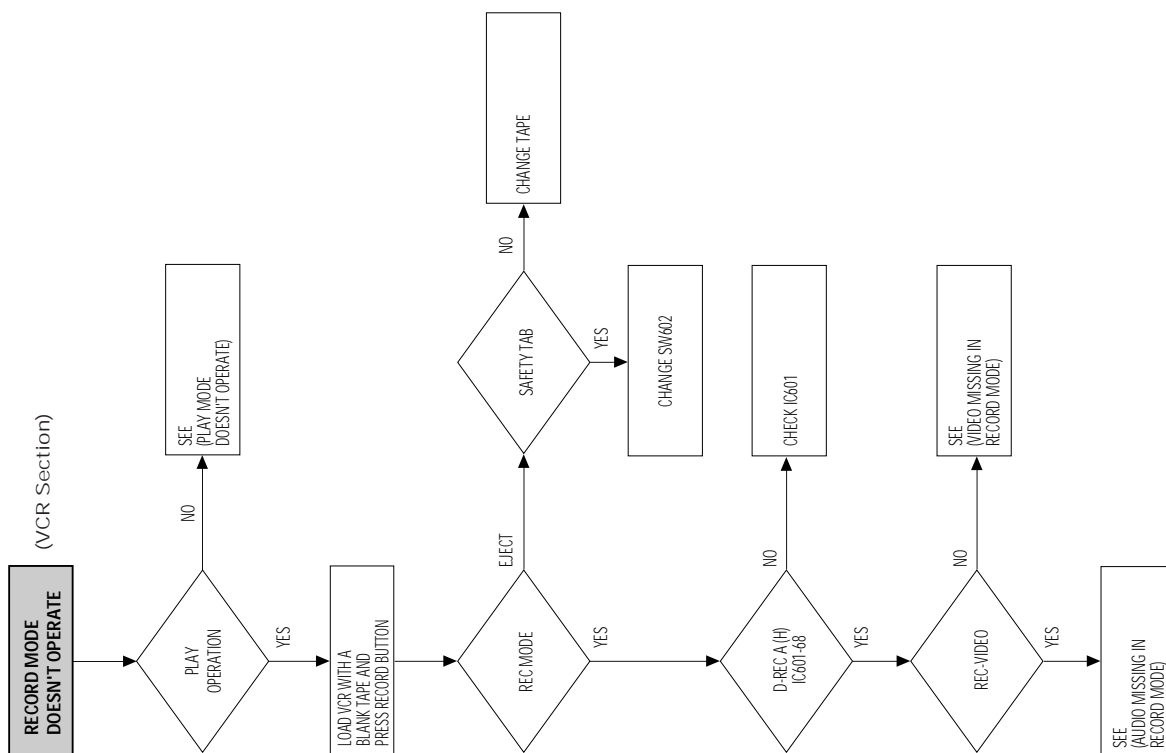 RECORD MODE
DOESN'T OPERATE
(VCR Section)
PLAY
OPERATION
NO
SEE
(PLAY MODE
DOESN'T OPERATE)
YES
LOAD VCR WITH A
BLANK TAPE AND
PRESS RECORD BUTTON
REC MODE
EJECT
SAFETY TAB
NO
CHANGE TAPE
YES
CHANGE SW602
YES
D-REC A (H)
IC601-68
NO
CHECK IC601
YES
REC-VIDEO
NO
SEE
(VIDEO MISSING IN
RECORD MODE)
YES
SEE
(AUDIO MISSING IN
RECORD MODE)